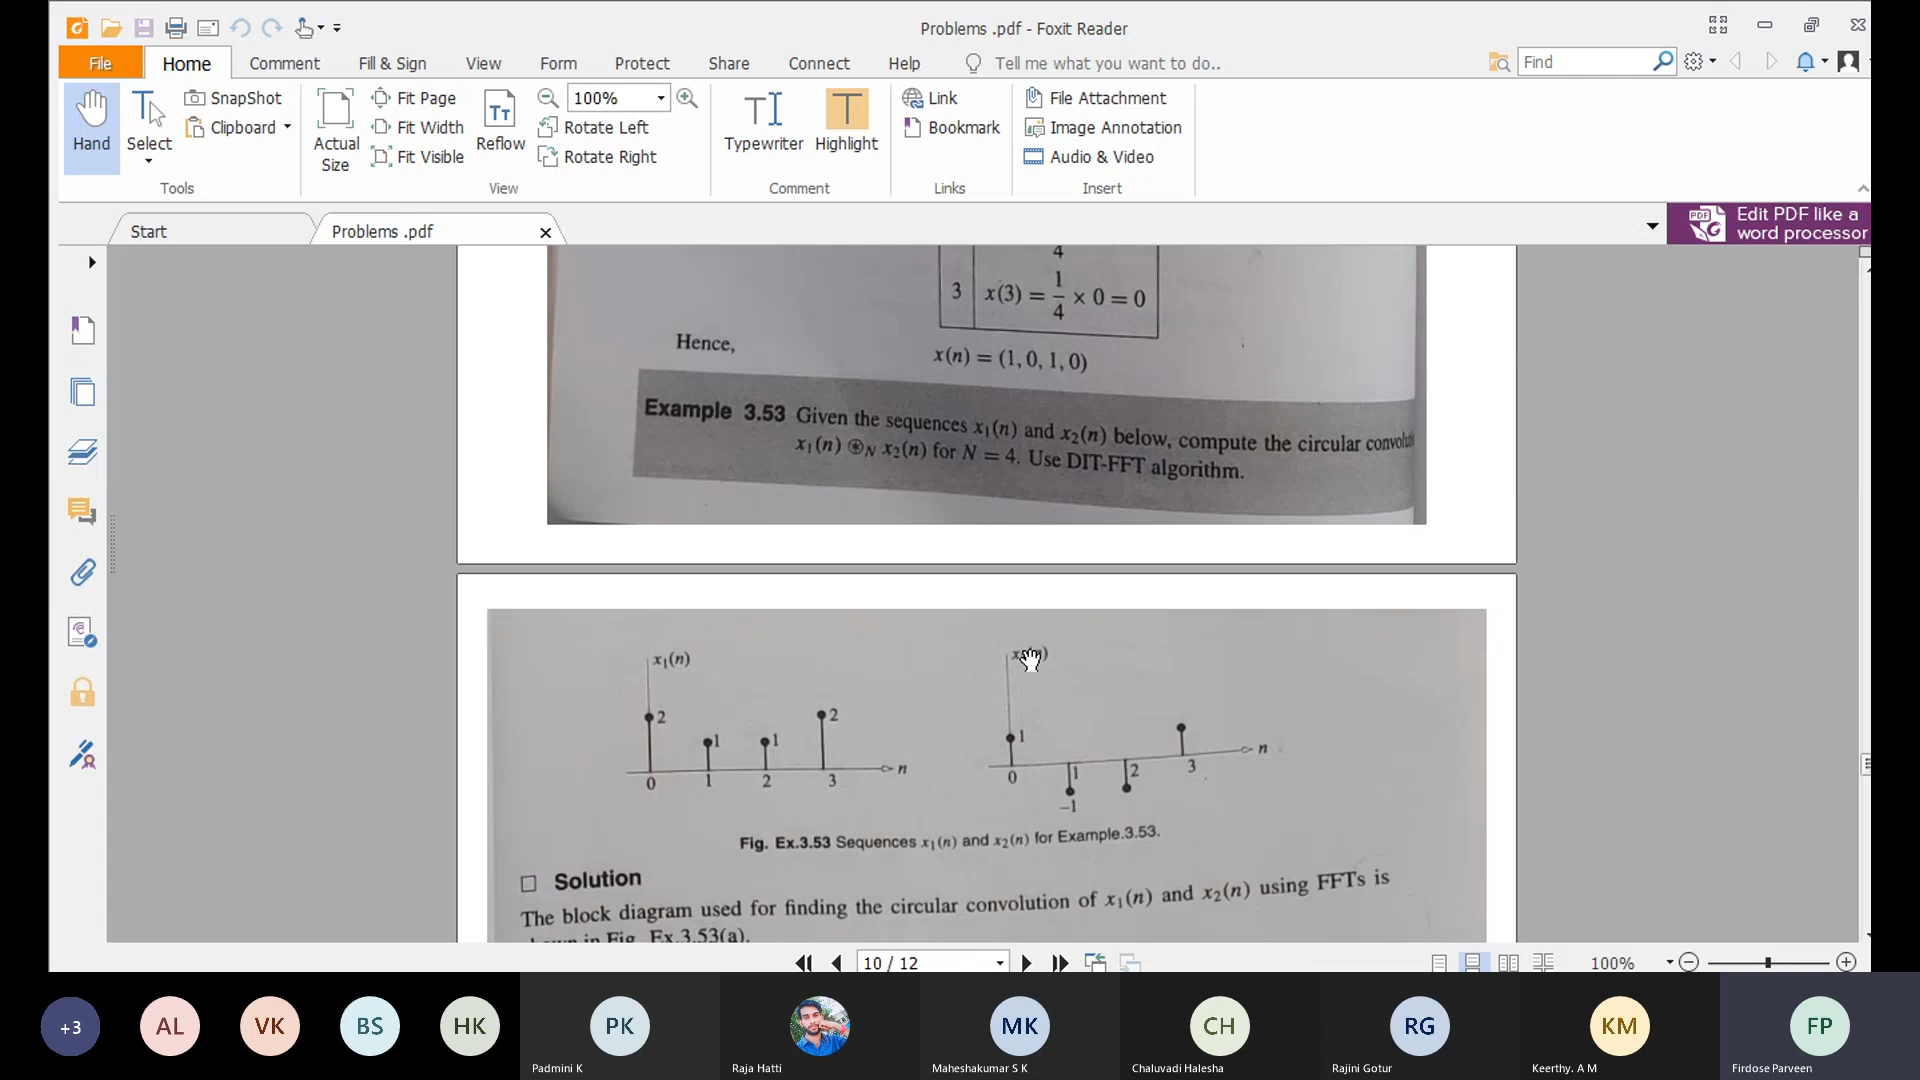 Problems .pdf - Foxit Reader
File Home Comment Fill & Sign View Form Protect Share Connect Help Tell me what you want to do.. Find
Hand
Select
SnapShot
Clipboard
Tools
Actual Size
Fit Page
Fit Width
Fit Visible
Reflow
100%
Rotate Left
Rotate Right
View
Typewriter
Highlight
Comment
Link
Bookmark
Links
File Attachment
Image Annotation
Audio & Video
Insert
Start
Problems .pdf
Edit PDF like a
word processor
4
3 x(3) = 1/4 × 0 = 0
Hence,
x(n) = (1, 0, 1, 0)
Example 3.53 Given the sequences x₁(n) and x₂(n) below, compute the circular
x₁(n) ⊛N x₂(n) for N = 4. Use DIT-FFT algorithm.
x₁(n)
2 1 1 2
0 1 2 3 n
1
0 1 2 3 n
−1
Fig. Ex.3.53 Sequences x₁(n) and x₂(n) for Example.3.53.
□ Solution
The block diagram used for finding the circular convolution of x₁(n) and x₂(n) using FFTs is
in Fig. Ex.3.53(a).
10 / 12
100%
+3 AL VK BS HK PK MK CH RG KM FP
Padmini K Raja Hatti Maheshakumar S K Chaluvadi Halesha Rajini Gotur Keerthy. A M Firdose Parveen